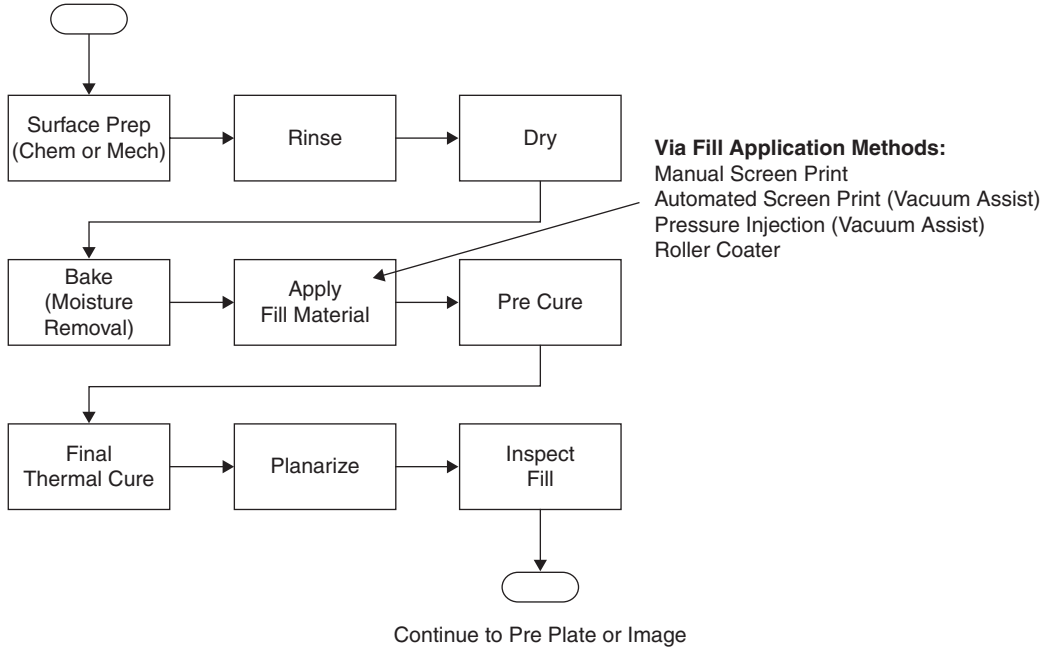 Surface Prep
(Chem or Mech)
Rinse
Dry
Via Fill Application Methods:
Manual Screen Print
Automated Screen Print (Vacuum Assist)
Pressure Injection (Vacuum Assist)
Roller Coater
Bake
(Moisture
Removal)
Apply
Fill Material
Pre Cure
Final
Thermal Cure
Planarize
Inspect
Fill
Continue to Pre Plate or Image